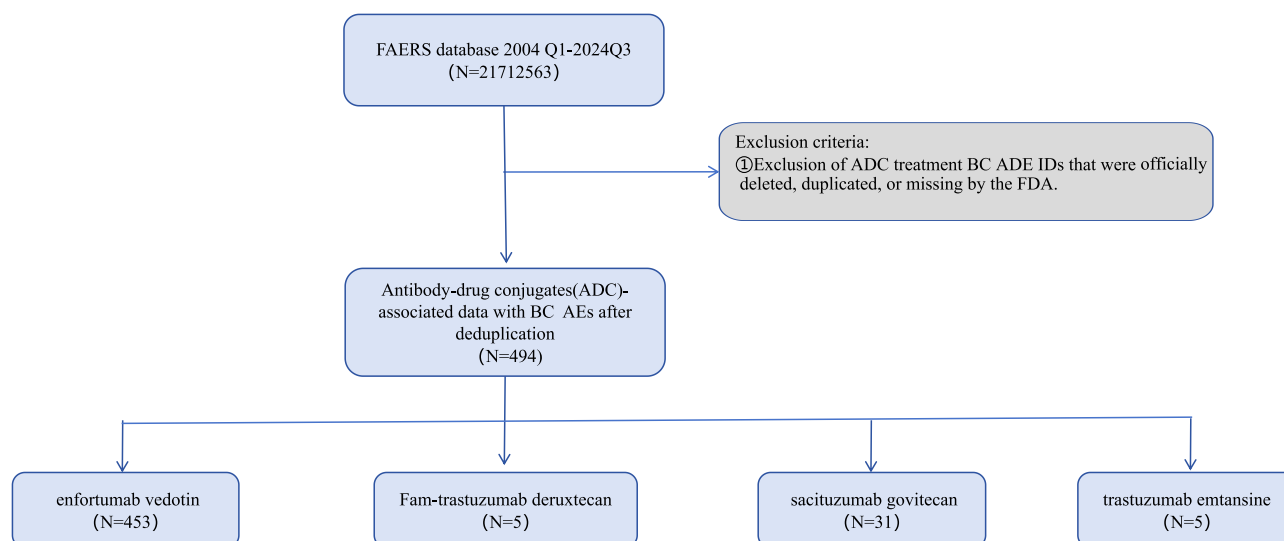 FAERS database 2004 Q1-2024Q3
(N=21712563)
Exclusion criteria:
①Exclusion of ADC treatment BC ADE IDs that were officially
deleted, duplicated, or missing by the FDA.
Antibody-drug conjugates(ADC)-
associated data with BC AEs after
deduplication
(N=494)
enfortumab vedotin
(N=453)
Fam-trastuzumab deruxtecan
(N=5)
sacituzumab govitecan
(N=31)
trastuzumab emtansine
(N=5)